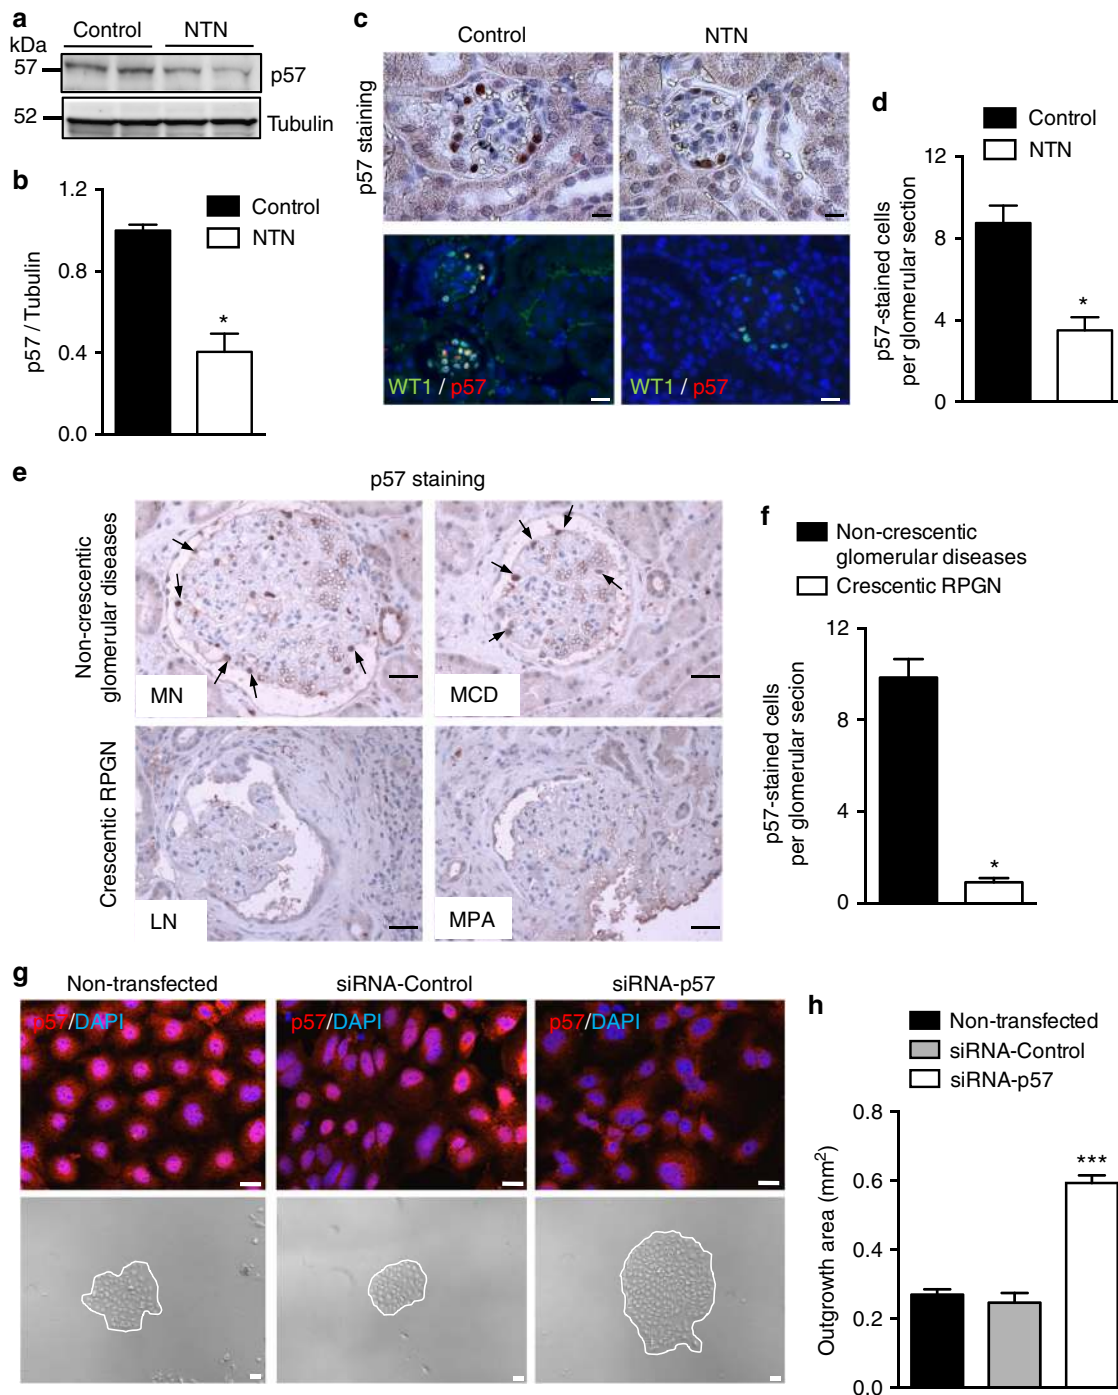 a
Control NTN
kDa
57
p57
52
Tubulin
b
1.2
0.8
0.4
0.0
p57 / Tubulin
Control
NTN
*
c
Control NTN
p57 staining
WT1 / p57
WT1 / p57
d
Control
NTN
12
8
4
0
p57-stained cells
per glomerular section
*
e
p57 staining
Non-crescentic
glomerular diseases
MN
MCD
Crescentic RPGN
LN
MPA
f
Non-crescentic
glomerular diseases
Crescentic RPGN
12
8
4
0
p57-stained cells
per glomerular secion
*
g
Non-transfected siRNA-Control siRNA-p57
p57/DAPI
p57/DAPI
p57/DAPI
h
Non-transfected
siRNA-Control
siRNA-p57
0.8
0.6
0.4
0.2
0
Outgrowth area (mm²)
***